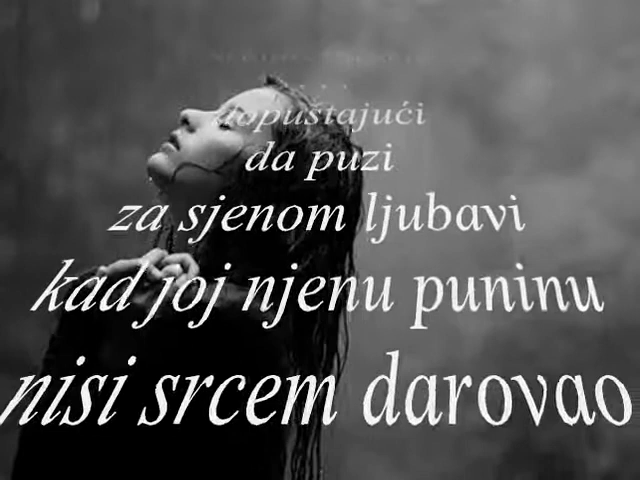 dopuštajući
da puzi
za sjenom ljubavi
kad joj njenu puninu
nisi srcem darovao